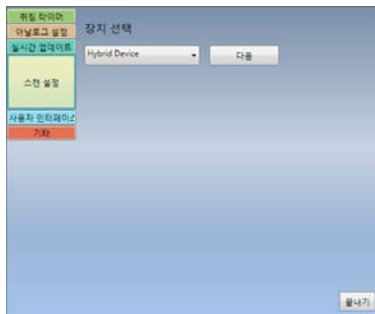 취침 타이머
아날로그 설정
실시간 업데이트
스캔 설정
사용자 인터페이스
기타
장치 선택
Hybrid Device
다음
끝내기